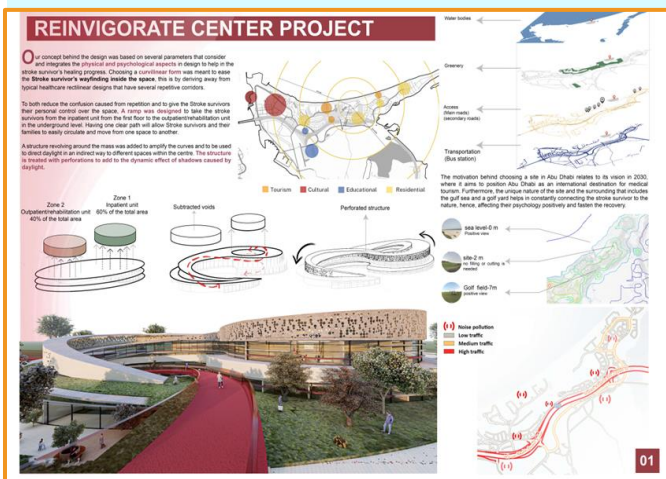 REINVIGORATE CENTER PROJECT
Our concept behind the design was based on several parameters that consider
and integrates the physical and psychological aspects in design to help in the
stroke survivor's healing progress. Choosing a curvilinear form was meant to ease
the Stroke survivor's wayfinding inside the space, this is by deriving away from
typical healthcare rectilinear designs that have several repetitive corridors.
To both reduce the confusion caused from repetition and to give the Stroke survivors
their personal control over the space, A ramp was designed to take the stroke
survivors from the inpatient unit from the first floor to the outpatient/rehabilitation unit
in the underground level. Having one clear path will allow Stroke survivors and their
families to easily circulate and move from one space to another.
A structure revolving around the mass was added to amplify the curves and to be used
to direct daylight in an indirect way to different spaces within the centre. The structure
is treated with perforations to add to the dynamic effect of shadows caused by
daylight.
Tourism
Cultural
Educational
Residential
Water bodies
Greenery
Access
(Main roads)
(secondary roads)
Transportation
(Bus station)
The motivation behind choosing a site in Abu Dhabi relates to its vision in 2030,
where it aims to position Abu Dhabi as an international destination for medical
tourism. Furthermore, the unique nature of the site and the surrounding that includes
the gulf sea and a golf yard helps in constantly connecting the stroke survivor to the
nature, hence, affecting their psychology positively and fasten the recovery.
Zone 2
Outpatient/rehabilitation unit
40% of the total area
Zone 1
Inpatient unit
60% of the total area
Subtracted voids
Perforated structure
sea level-0 m
Positive view
site-2 m
no filling or cutting is
needed
Golf field-7m
positive view
Noise pollution
Low traffic
Medium traffic
High traffic
01